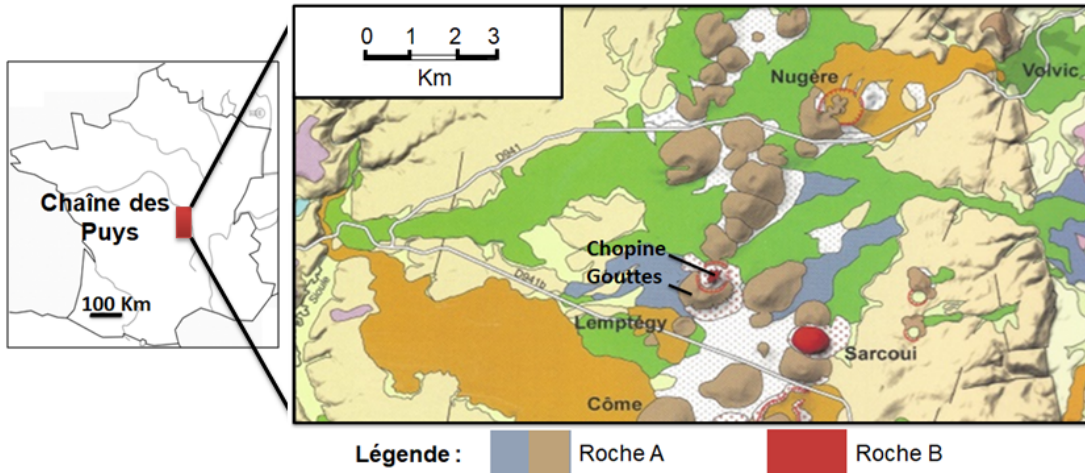 Chaîne des
Puys
100 Km
0 1 2 3
Km
Nugère
Volvic
D941
Chopine
Gouttes
D941b
Sioule
Lemptégy
Sarcoui
Côme
Légende :
Roche A
Roche B